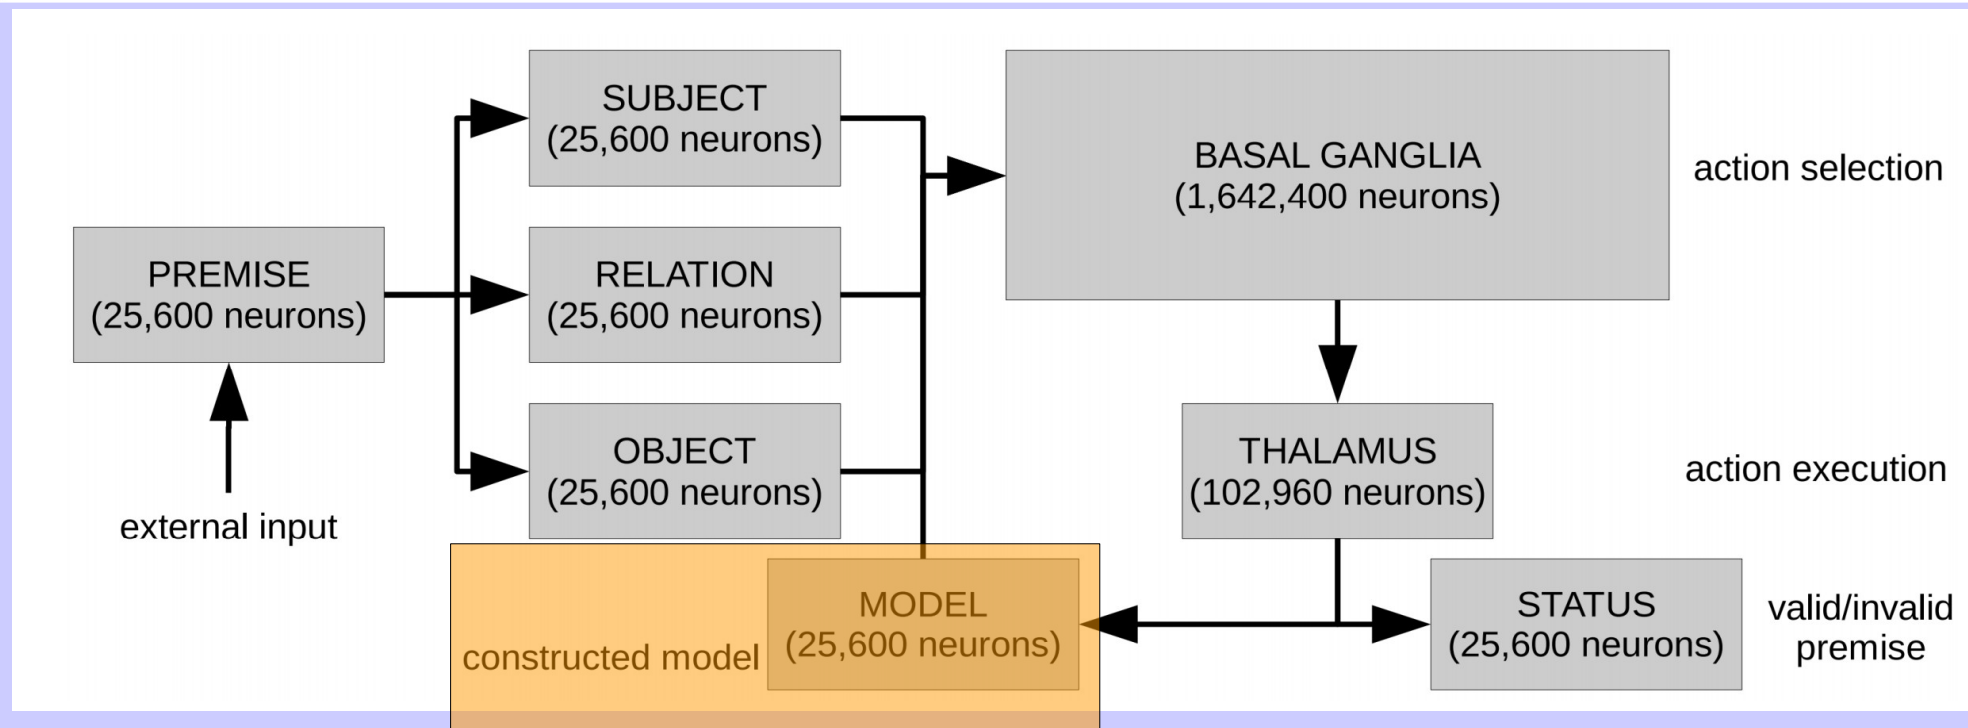 SUBJECT
(25,600 neurons)
BASAL GANGLIA
(1,642,400 neurons)
action selection
PREMISE
(25,600 neurons)
RELATION
(25,600 neurons)
OBJECT
(25,600 neurons)
THALAMUS
(102,960 neurons)
action execution
external input
MODEL
(25,600 neurons)
constructed model
STATUS
(25,600 neurons)
valid/invalid
premise